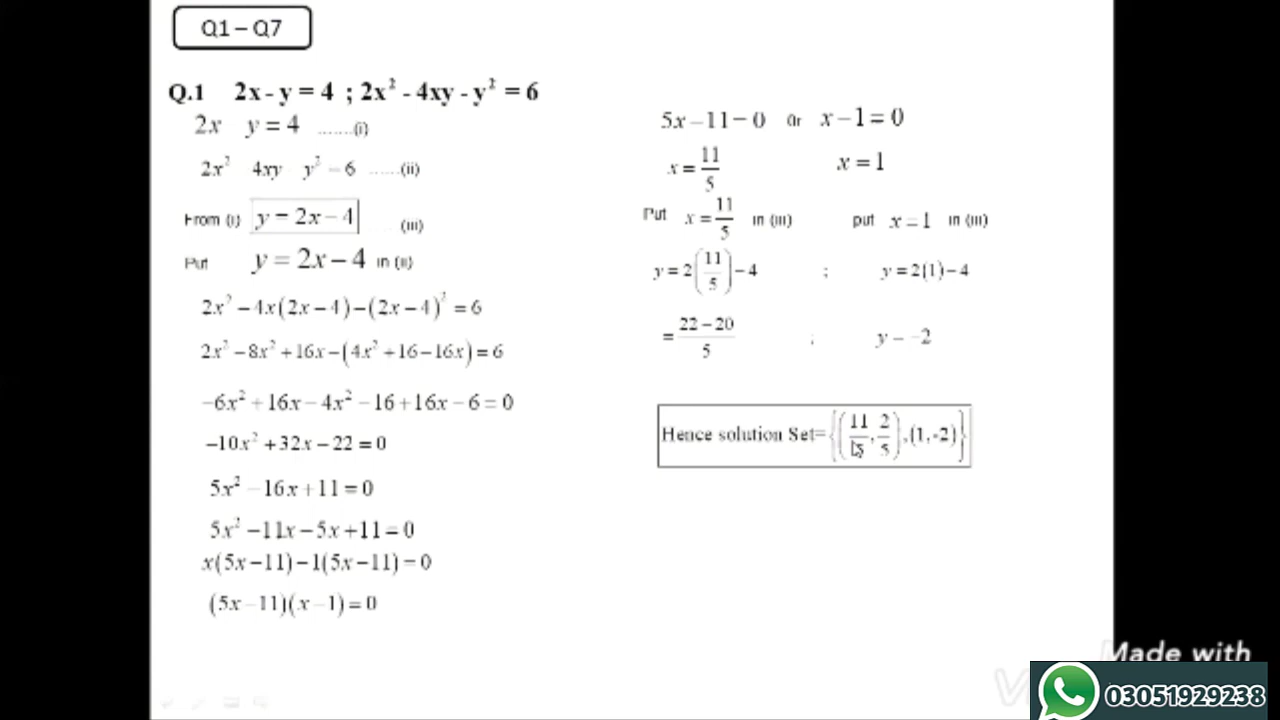 Q1 – Q7
Q.1 2x - y = 4 ; 2x² - 4xy - y² = 6
2x y = 4 .......(i)
2x² 4xy y² – 6 ......(ii)
From (i) y = 2x – 4 (iii)
Put y = 2x – 4 in (ii)
2x² – 4x(2x – 4) – (2x – 4)² = 6
2x² – 8x² + 16x – (4x² + 16 – 16x) = 6
–6x² + 16x – 4x² – 16 + 16x – 6 = 0
–10x² + 32x – 22 = 0
5x² – 16x + 11 = 0
5x² – 11x – 5x + 11 = 0
x(5x – 11) – 1(5x – 11) = 0
(5x – 11)(x – 1) = 0
5x – 11 – 0 Or x – 1 = 0
x = 11/5 x = 1
Put x = 11/5 in (iii) put x = 1 in (iii)
y = 2(11/5) – 4 ; y = 2(1) – 4
= 22 – 20/5 ; y – -2
Hence solution Set= {(11/5, 2/5), (1,-2)}
Made with
03051929238